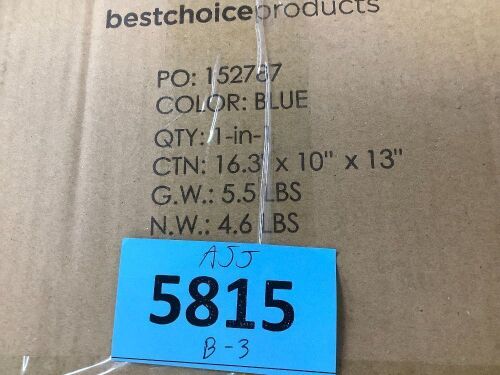 bestchoiceproducts
PO: 152787
COLOR: BLUE
QTY: 1-in-1
CTN: 16.3" x 10" x 13"
G.W.: 5.5 LBS
N.W.: 4.6 LBS
AJJ
5815
B-3